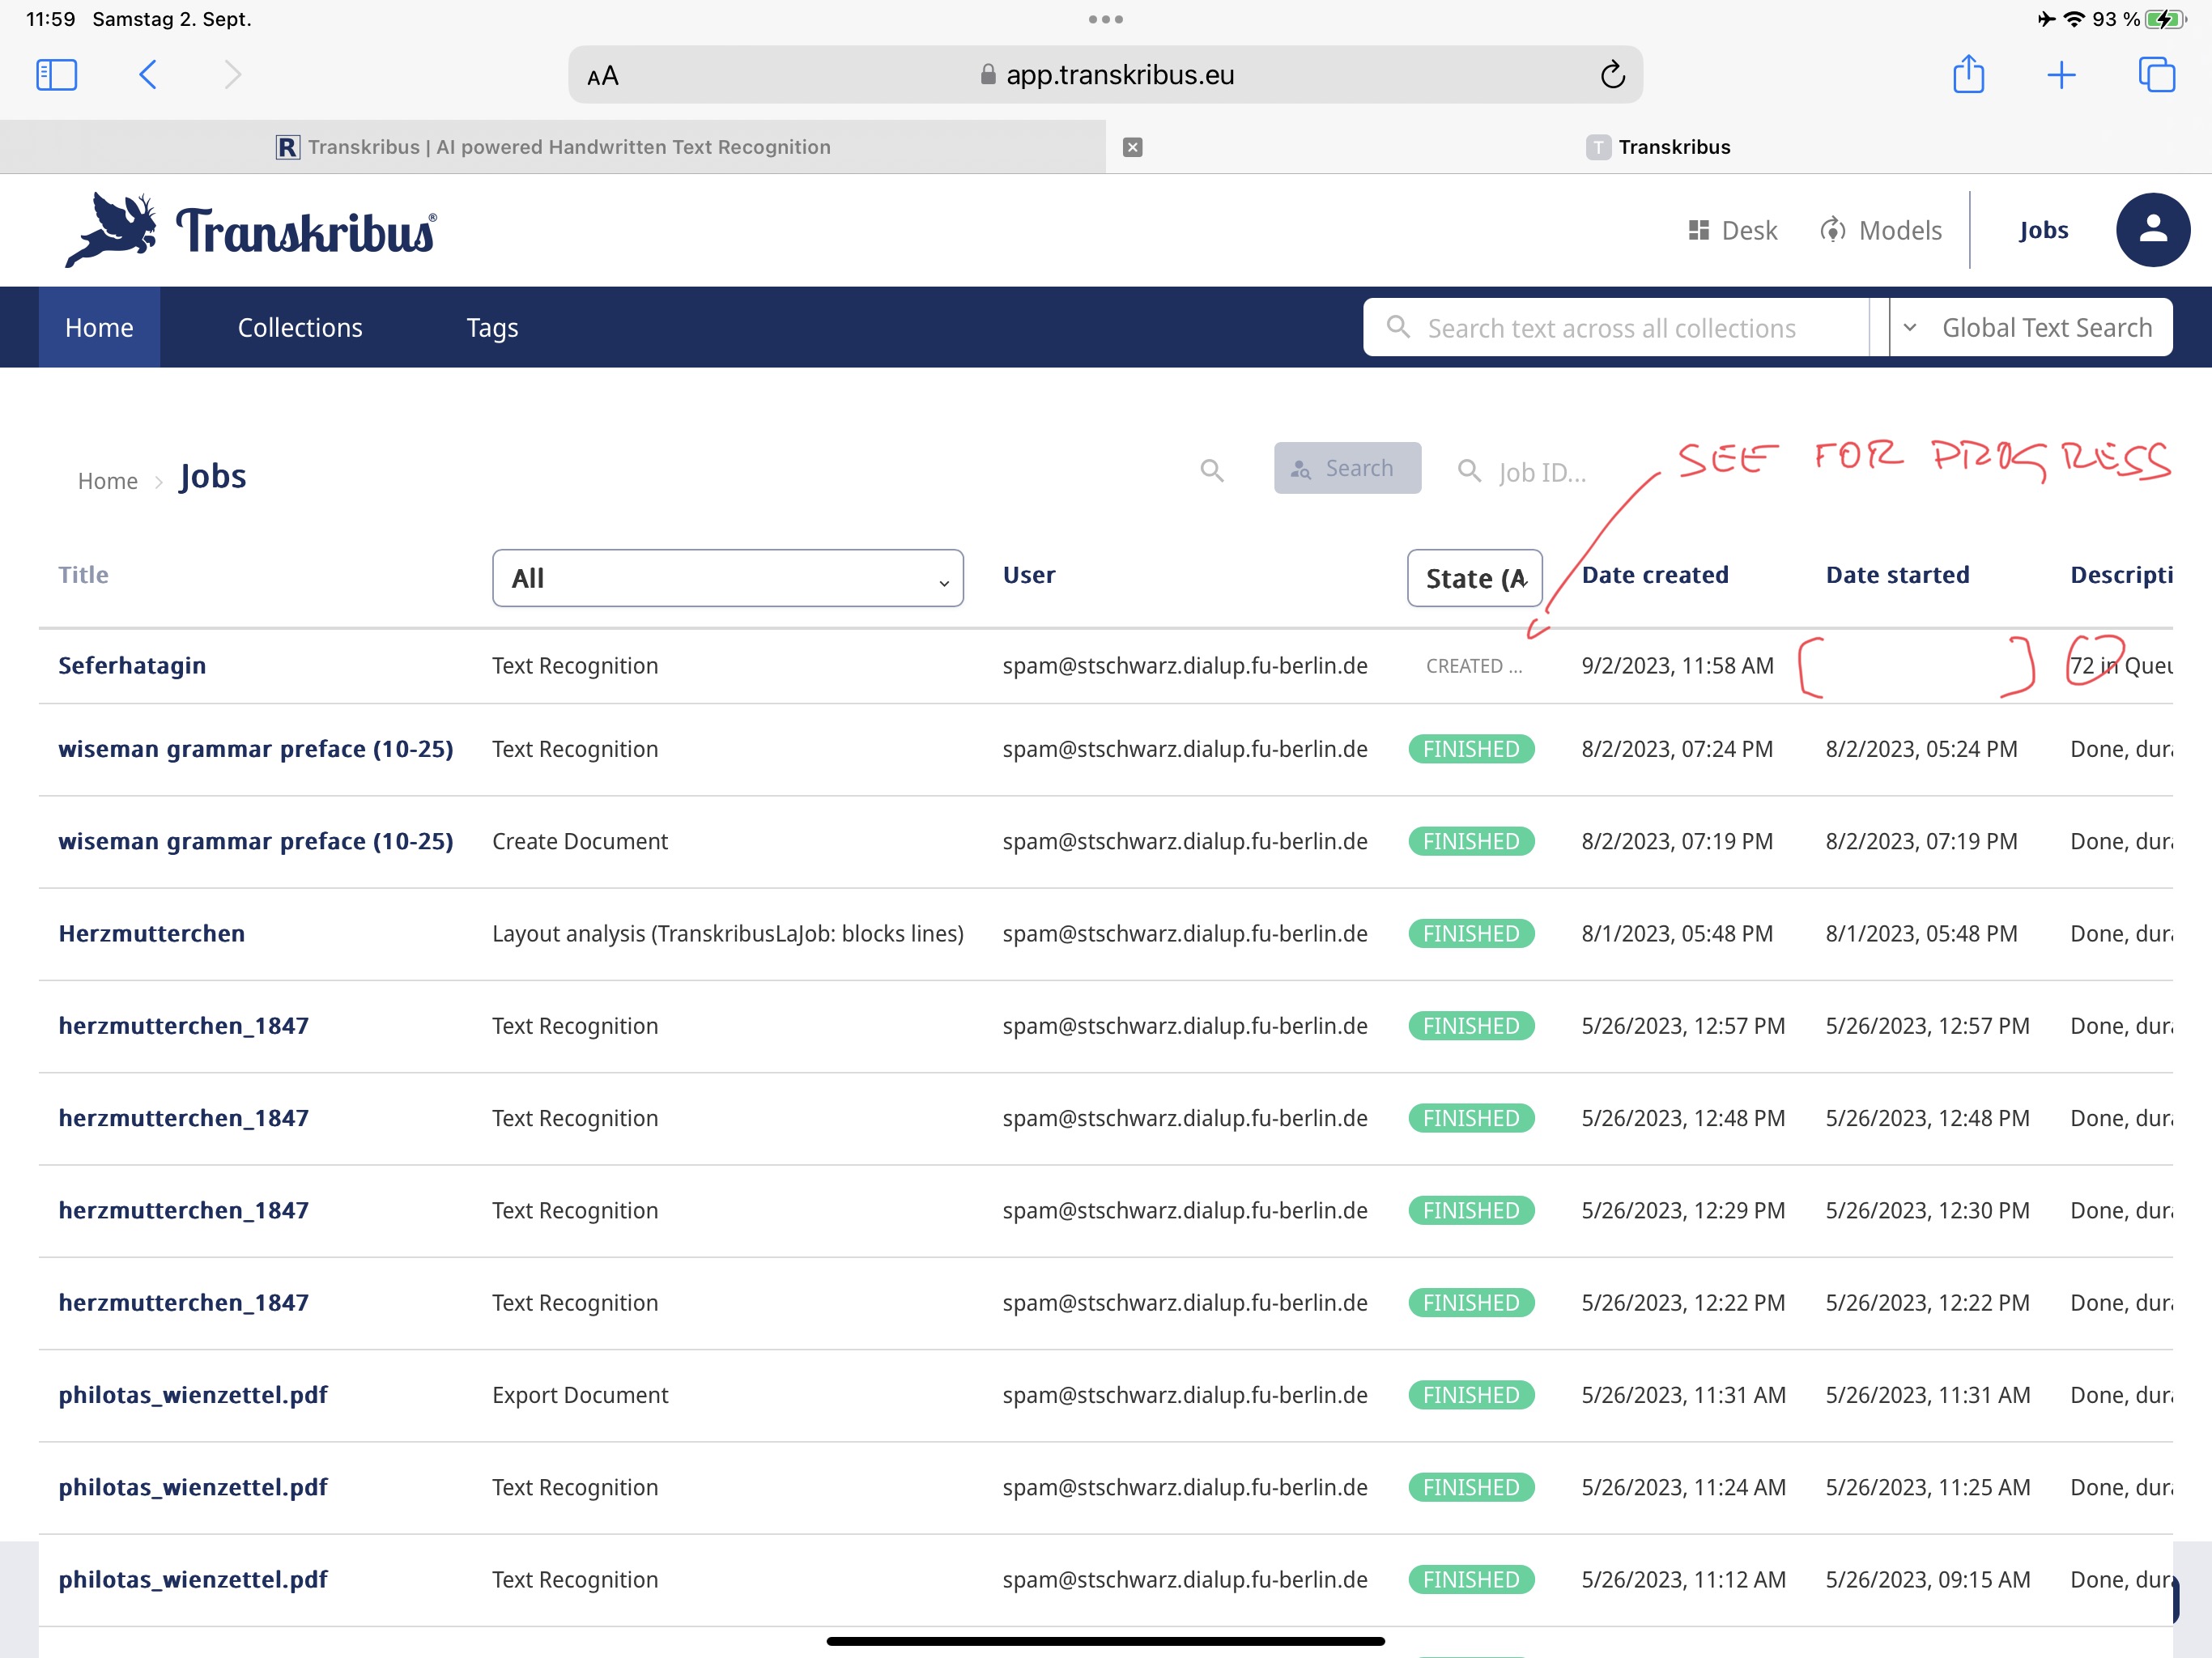 11:59 Samstag 2. Sept.
93 %
AA app.transkribus.eu
Transkribus | AI powered Handwritten Text Recognition
T Transkribus
Transkribus®
Desk Models Jobs
Home Collections Tags Search text across all collections Global Text Search
SEE FOR PROGRESS
Home > Jobs Search Job ID...
Title All User State (A Date created Date started Descripti
Seferhatagin Text Recognition spam@stschwarz.dialup.fu-berlin.de CREATED ... 9/2/2023, 11:58 AM 72 in Queu
wiseman grammar preface (10-25) Text Recognition spam@stschwarz.dialup.fu-berlin.de FINISHED 8/2/2023, 07:24 PM 8/2/2023, 05:24 PM Done, dura
wiseman grammar preface (10-25) Create Document spam@stschwarz.dialup.fu-berlin.de FINISHED 8/2/2023, 07:19 PM 8/2/2023, 07:19 PM Done, dura
Herzmutterchen Layout analysis (TranskribusLaJob: blocks lines) spam@stschwarz.dialup.fu-berlin.de FINISHED 8/1/2023, 05:48 PM 8/1/2023, 05:48 PM Done, dura
herzmutterchen_1847 Text Recognition spam@stschwarz.dialup.fu-berlin.de FINISHED 5/26/2023, 12:57 PM 5/26/2023, 12:57 PM Done, dura
herzmutterchen_1847 Text Recognition spam@stschwarz.dialup.fu-berlin.de FINISHED 5/26/2023, 12:48 PM 5/26/2023, 12:48 PM Done, dura
herzmutterchen_1847 Text Recognition spam@stschwarz.dialup.fu-berlin.de FINISHED 5/26/2023, 12:29 PM 5/26/2023, 12:30 PM Done, dura
herzmutterchen_1847 Text Recognition spam@stschwarz.dialup.fu-berlin.de FINISHED 5/26/2023, 12:22 PM 5/26/2023, 12:22 PM Done, dura
philotas_wienzettel.pdf Export Document spam@stschwarz.dialup.fu-berlin.de FINISHED 5/26/2023, 11:31 AM 5/26/2023, 11:31 AM Done, dura
philotas_wienzettel.pdf Text Recognition spam@stschwarz.dialup.fu-berlin.de FINISHED 5/26/2023, 11:24 AM 5/26/2023, 11:25 AM Done, dura
philotas_wienzettel.pdf Text Recognition spam@stschwarz.dialup.fu-berlin.de FINISHED 5/26/2023, 11:12 AM 5/26/2023, 09:15 AM Done, dura